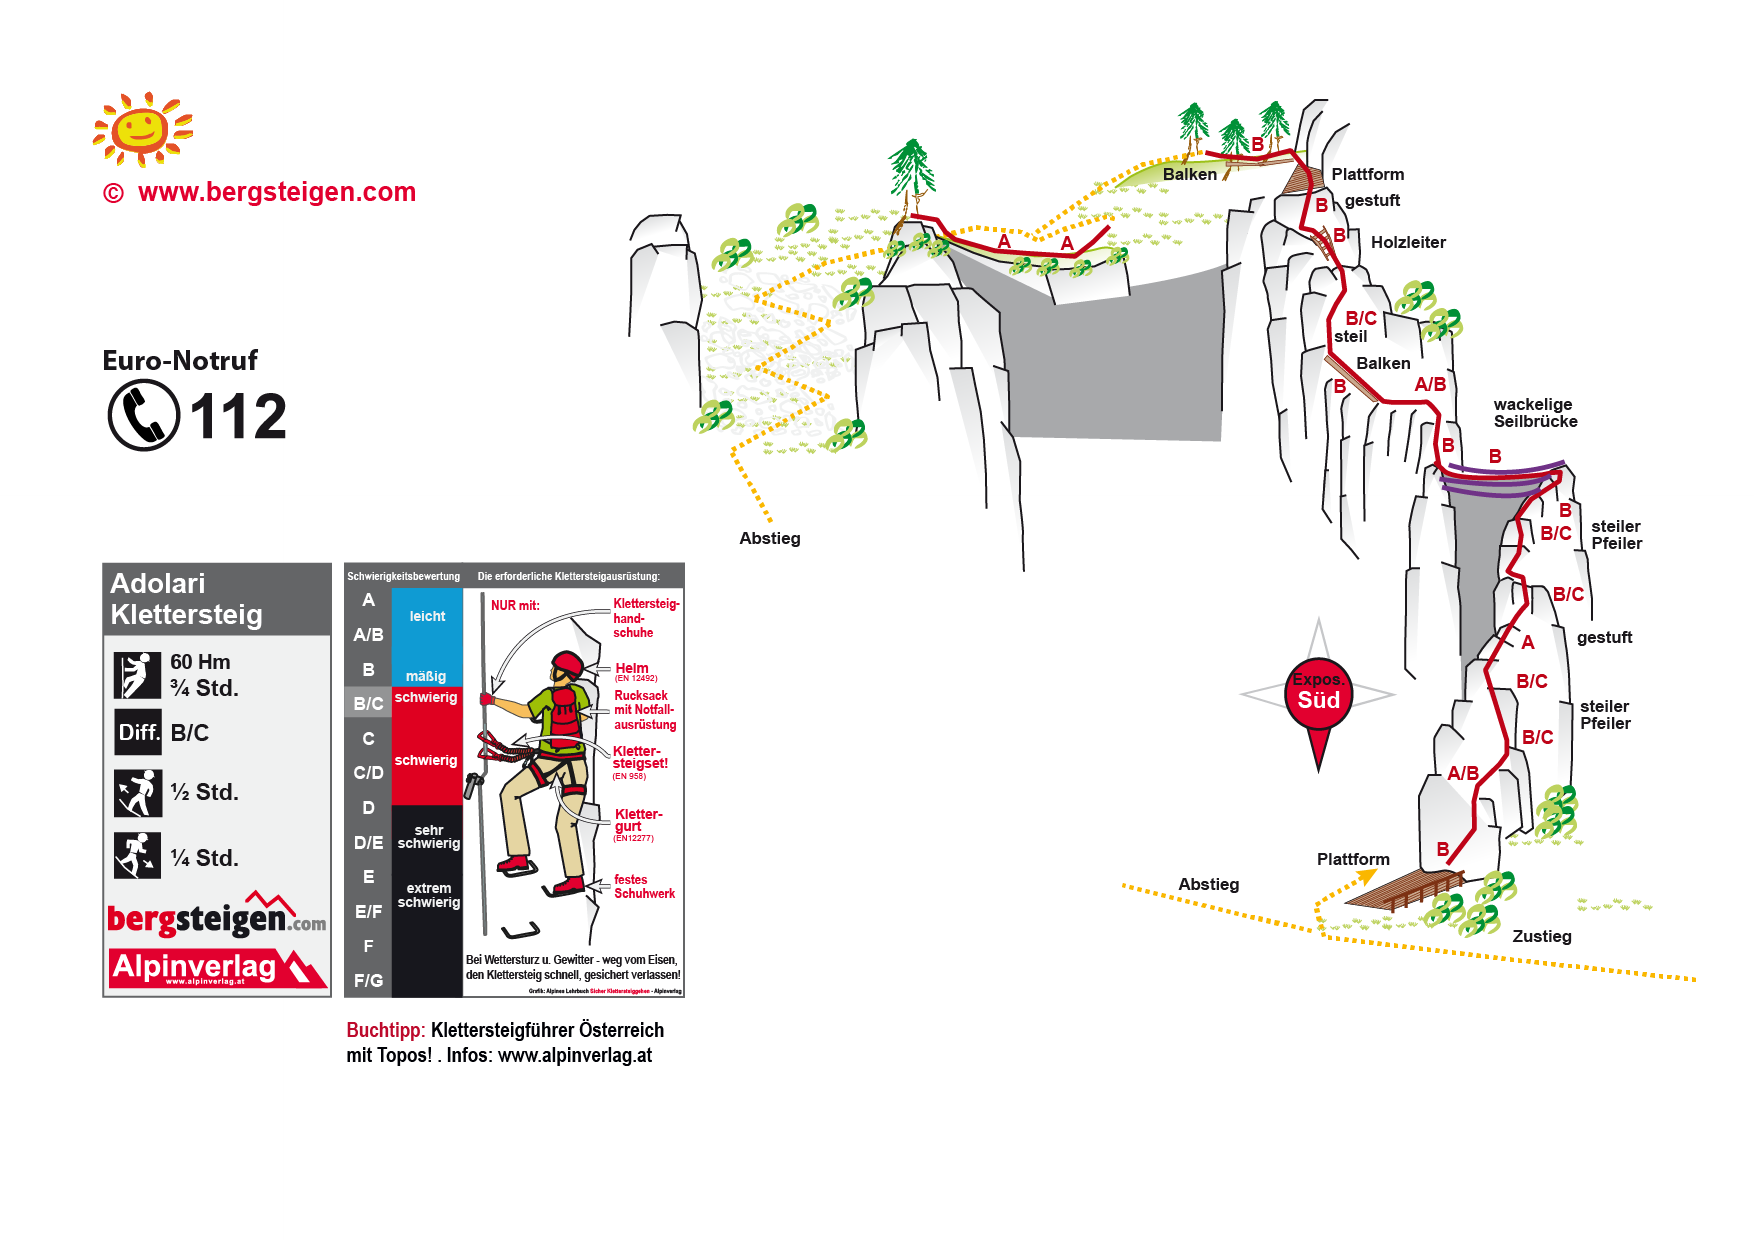 © www.bergsteigen.com
Euro-Notruf
112
Adolari
Klettersteig
60 Hm
¾ Std.
Diff. B/C
½ Std.
¼ Std.
bergsteigen.com
Alpinverlag
www.alpinverlag.at
Schwierigkeitsbewertung
A
A/B
B
B/C
C
C/D
D
D/E
E
E/F
F
F/G
leicht
mäßig
schwierig
schwierig
sehr
schwierig
extrem
schwierig
Die erforderliche Klettersteigausrüstung:
NUR mit:
Klettersteig-
hand-
schuhe
Helm
(EN 12492)
Rucksack
mit Notfall-
ausrüstung
Kletter-
steigset!
(EN 958)
Kletter-
gurt
(EN12277)
festes
Schuhwerk
Bei Wettersturz u. Gewitter - weg vom Eisen,
den Klettersteig schnell, gesichert verlassen!
Grafik: Alpines Lehrbuch Sicher Klettersteiggehen - Alpinverlag
Buchtipp: Klettersteigführer Österreich
mit Topos! . Infos: www.alpinverlag.at
B
Balken
Plattform
gestuft
B
B
Holzleiter
A
A
B/C
steil
Balken
B
A/B
wackelige
Seilbrücke
B
B
Abstieg
B
B/C
steiler
Pfeiler
B/C
gestuft
A
B/C
steiler
Pfeiler
B/C
A/B
Expos.
Süd
B
Plattform
Abstieg
Zustieg